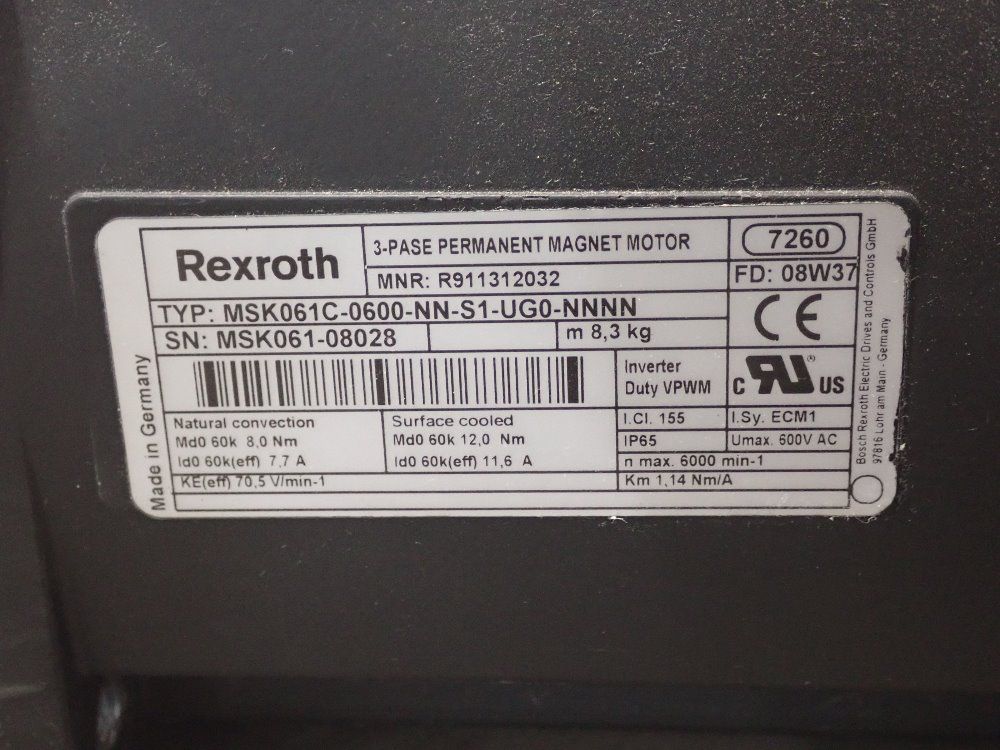 Rexroth
3-PASE PERMANENT MAGNET MOTOR
7260
MNR: R911312032
FD: 08W37
TYP: MSK061C-0600-NN-S1-UG0-NNNN
CE
SN: MSK061-08028
m 8,3 kg
Inverter
Duty VPWM
C RU ® US
Natural convection
Md0 60k 8,0 Nm
Id0 60k(eff) 7,7 A
Surface cooled
Md0 60k 12,0 Nm
Id0 60k(eff) 11,6 A
I.Cl. 155
I.Sy. ECM1
IP65
Umax. 600V AC
n max. 6000 min-1
KE(eff) 70,5 V/min-1
Km 1,14 Nm/A
Made in Germany
Bosch Rexroth Electric Drives and Controls GmbH
97816 Lohr am Main - Germany